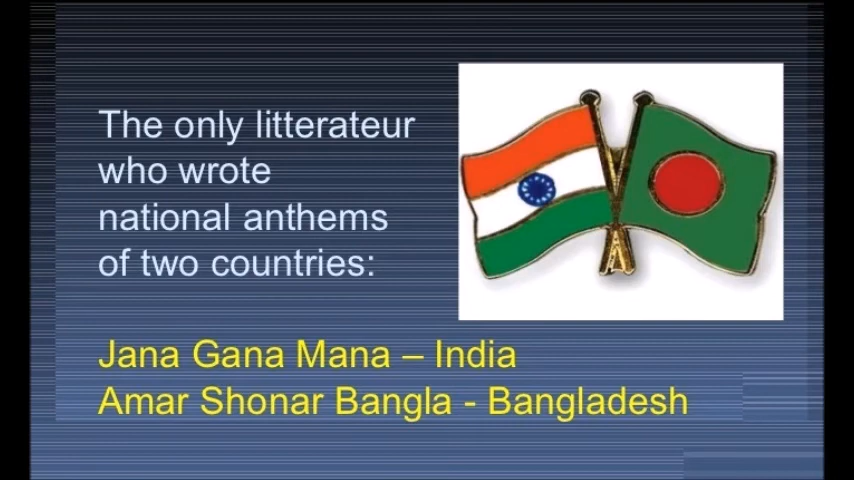 The only litterateur
who wrote
national anthems
of two countries:
Jana Gana Mana – India
Amar Shonar Bangla - Bangladesh